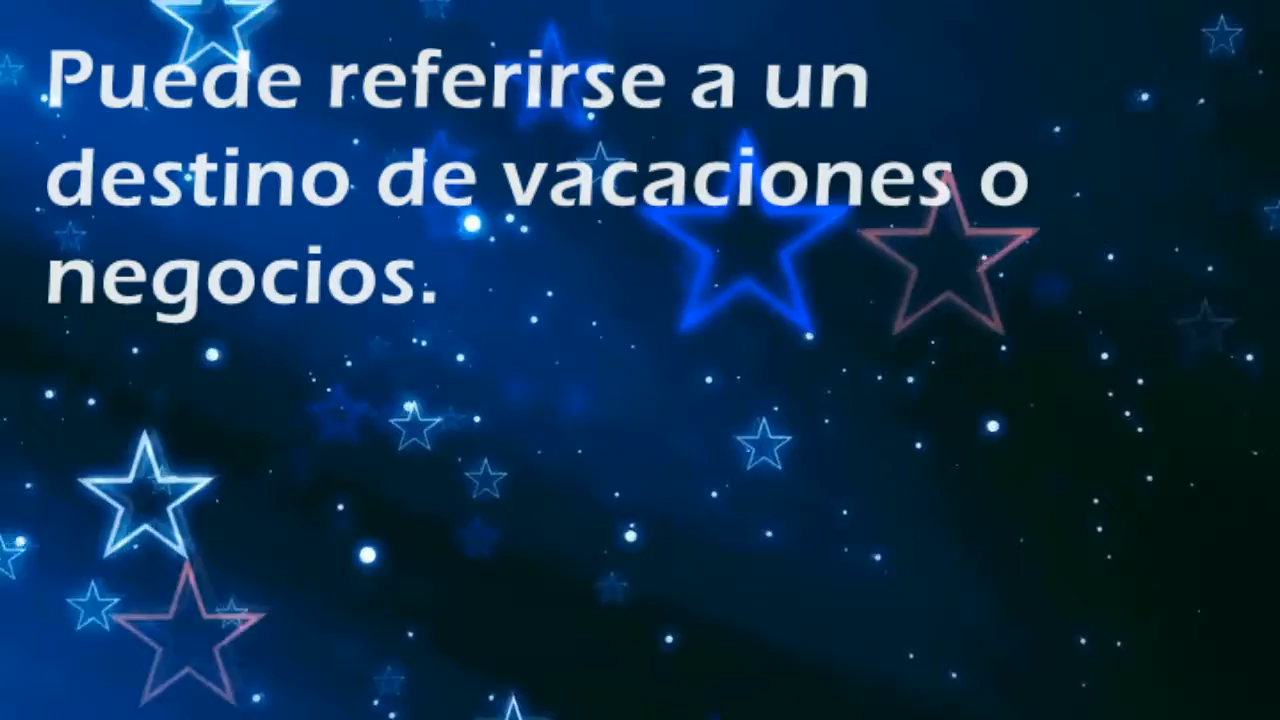 Puede referirse a un
destino de vacaciones o
negocios.